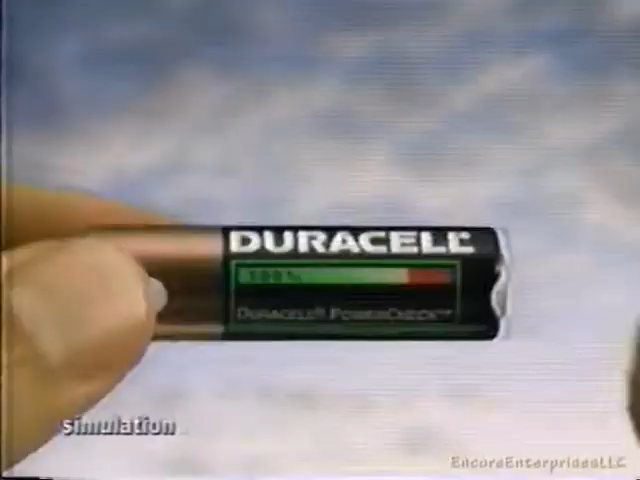 DURACELL
100%
DURACELL® POWERCHECK™
simulation
EncoreEnterprisesLLC